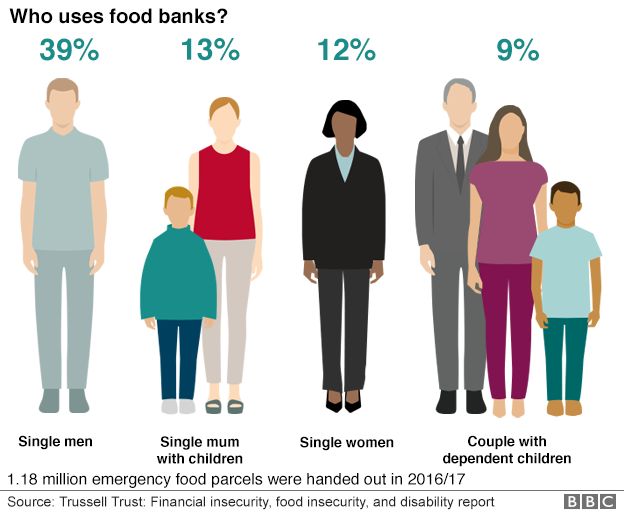 Who uses food banks?
39% 13% 12% 9%
Single men
Single mum
with children
Single women
Couple with
dependent children
1.18 million emergency food parcels were handed out in 2016/17
Source: Trussell Trust: Financial insecurity, food insecurity, and disability report
BBC